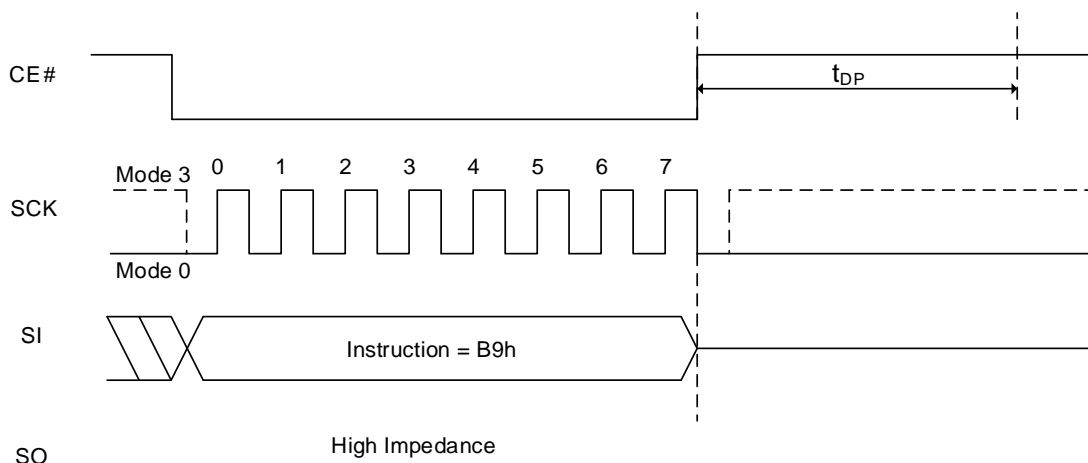 CE#
tDP
SCK
Mode 3
0 1 2 3 4 5 6 7
Mode 0
SI
Instruction = B9h
SO
High Impedance